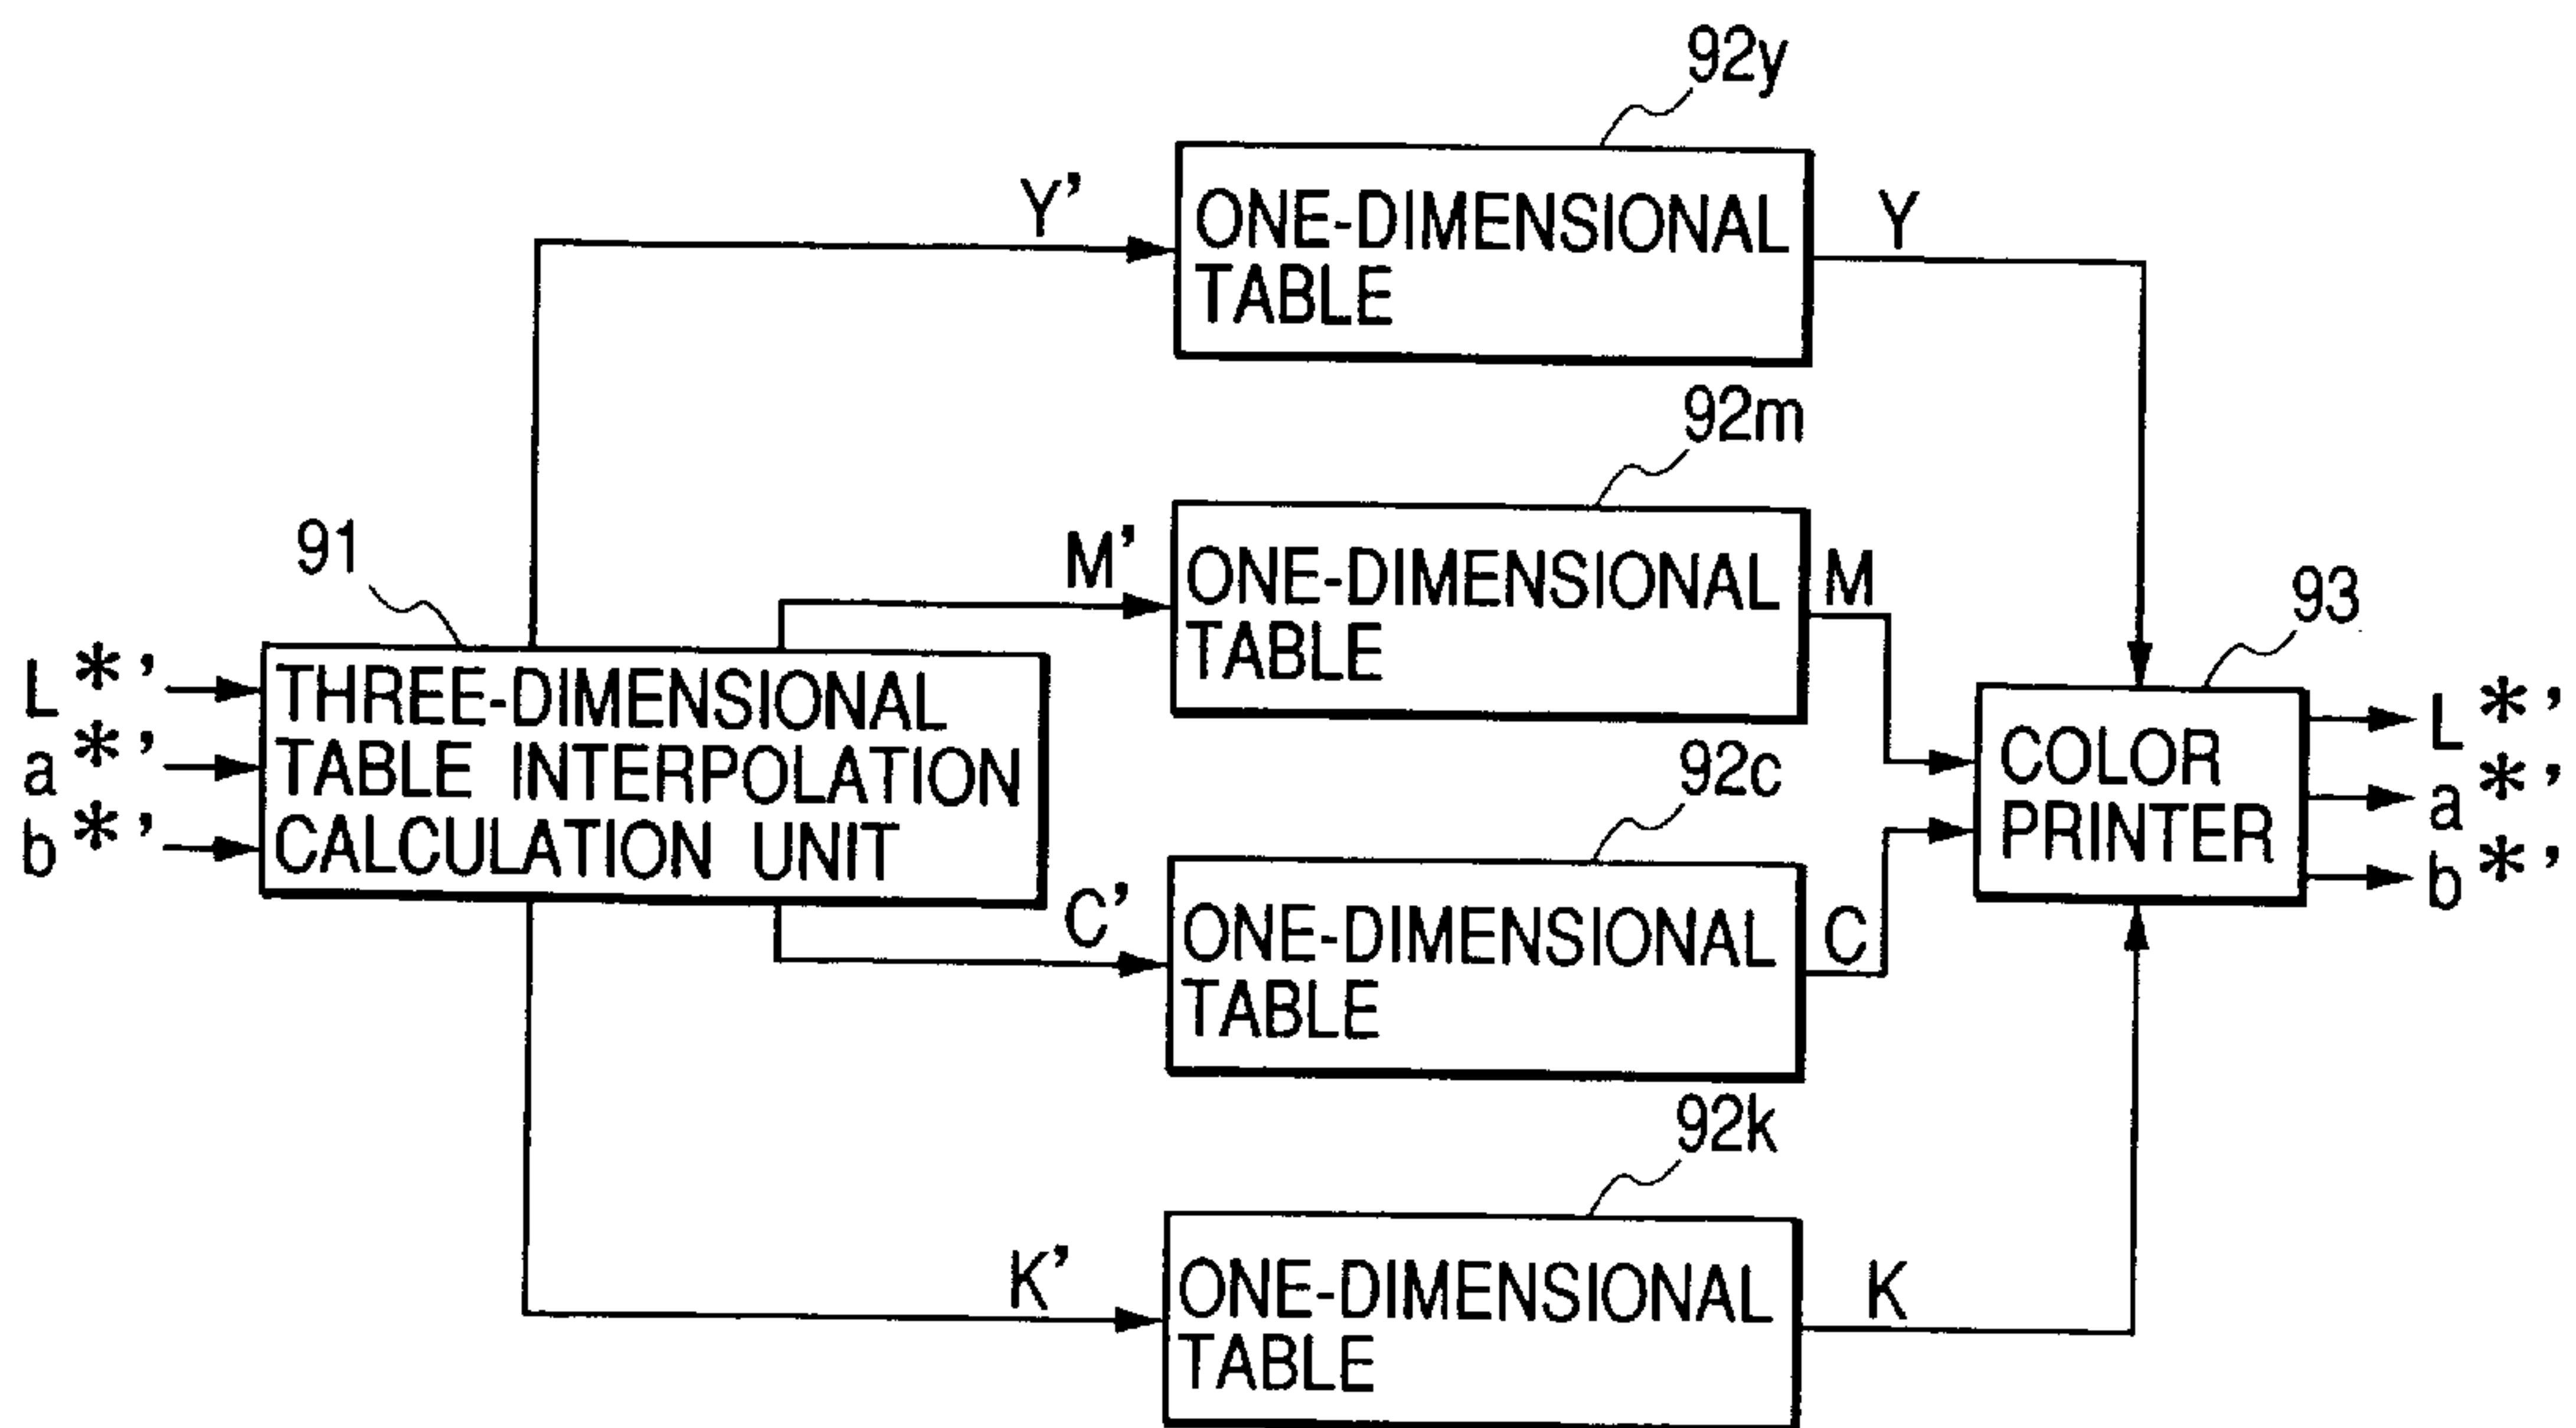 92y
Y’
ONE-DIMENSIONAL
TABLE
Y
92m
M’
ONE-DIMENSIONAL
TABLE
M
91
93
L*’
a*’
b*’
THREE-DIMENSIONAL
TABLE INTERPOLATION
CALCULATION UNIT
COLOR
PRINTER
L*’
a*’
b*’
92c
C’
ONE-DIMENSIONAL
TABLE
C
92k
K’
ONE-DIMENSIONAL
TABLE
K